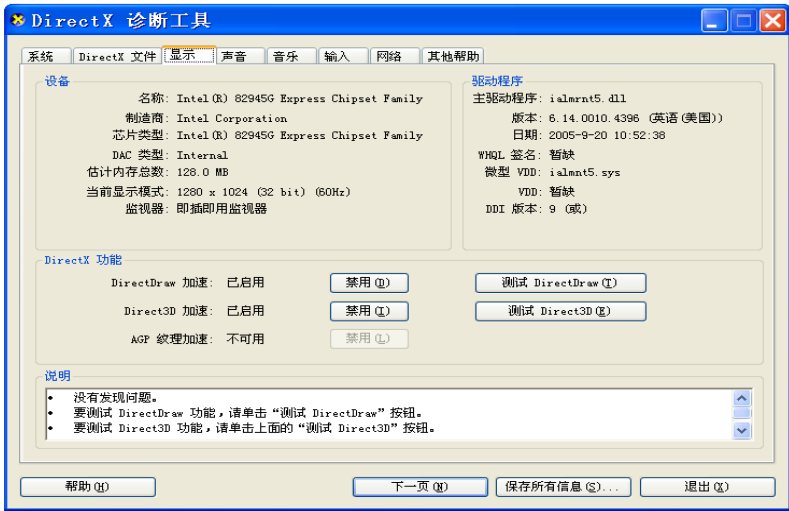 DirectX 诊断工具
系统 DirectX 文件 显示 声音 音乐 输入 网络 其他帮助
设备
名称: Intel(R) 82945G Express Chipset Family
制造商: Intel Corporation
芯片类型: Intel(R) 82945G Express Chipset Family
DAC 类型: Internal
估计内存总数: 128.0 MB
当前显示模式: 1280 x 1024 (32 bit) (60Hz)
监视器: 即插即用监视器
驱动程序
主驱动程序: ialmrnt5.dll
版本: 6.14.0010.4396 (英语(美国))
日期: 2005-9-20 10:52:38
WHQL 签名: 暂缺
微型 VDD: ialmnt5.sys
VDD: 暂缺
DDI 版本: 9 (或)
DirectX 功能
DirectDraw 加速: 已启用 禁用(D) 测试 DirectDraw(T)
Direct3D 加速: 已启用 禁用(I) 测试 Direct3D(E)
AGP 纹理加速: 不可用 禁用(L)
说明
• 没有发现问题。
• 要测试 DirectDraw 功能，请单击“测试 DirectDraw”按钮。
• 要测试 Direct3D 功能，请单击上面的“测试 Direct3D”按钮。
帮助(H) 下一页(N) 保存所有信息(S)... 退出(X)